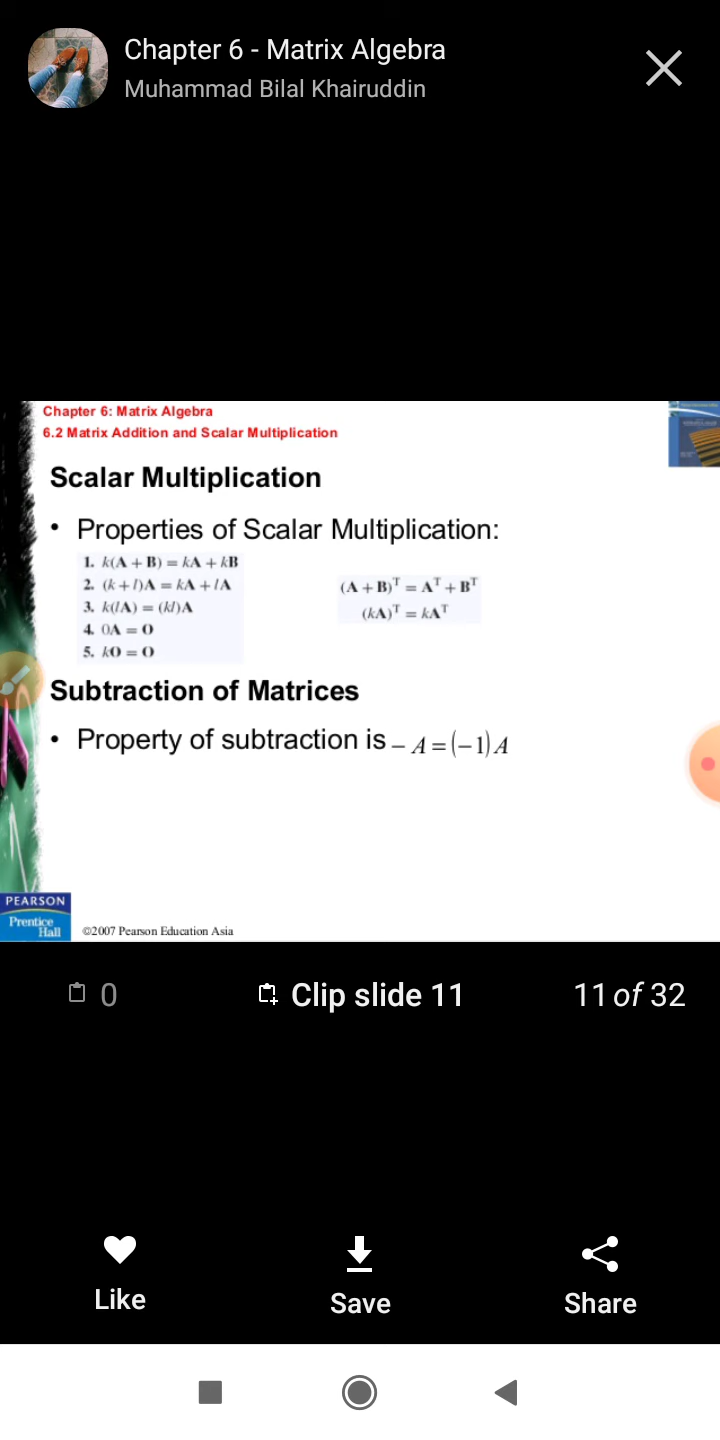 Chapter 6 - Matrix Algebra
Muhammad Bilal Khairuddin
Chapter 6: Matrix Algebra
6.2 Matrix Addition and Scalar Multiplication
Scalar Multiplication
• Properties of Scalar Multiplication:
1. k(A + B) = kA + kB
2. (k + l)A = kA + lA
3. k(lA) = (kl)A
4. 0A = O
5. kO = O
(A + B)ᵀ = Aᵀ + Bᵀ
(kA)ᵀ = kAᵀ
Subtraction of Matrices
• Property of subtraction is – A = (– 1)A
PEARSON
Prentice
Hall
©2007 Pearson Education Asia
0
Clip slide 11
11 of 32
Like
Save
Share